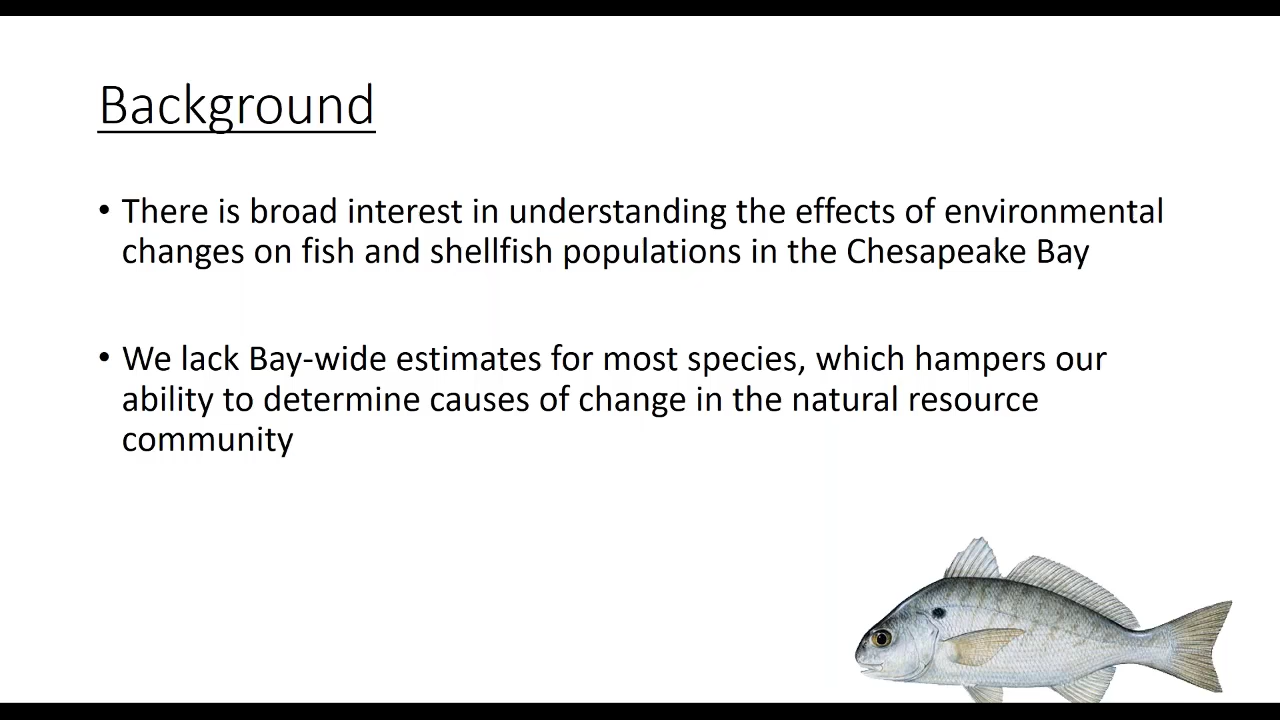 Background
• There is broad interest in understanding the effects of environmental
changes on fish and shellfish populations in the Chesapeake Bay
• We lack Bay-wide estimates for most species, which hampers our
ability to determine causes of change in the natural resource
community